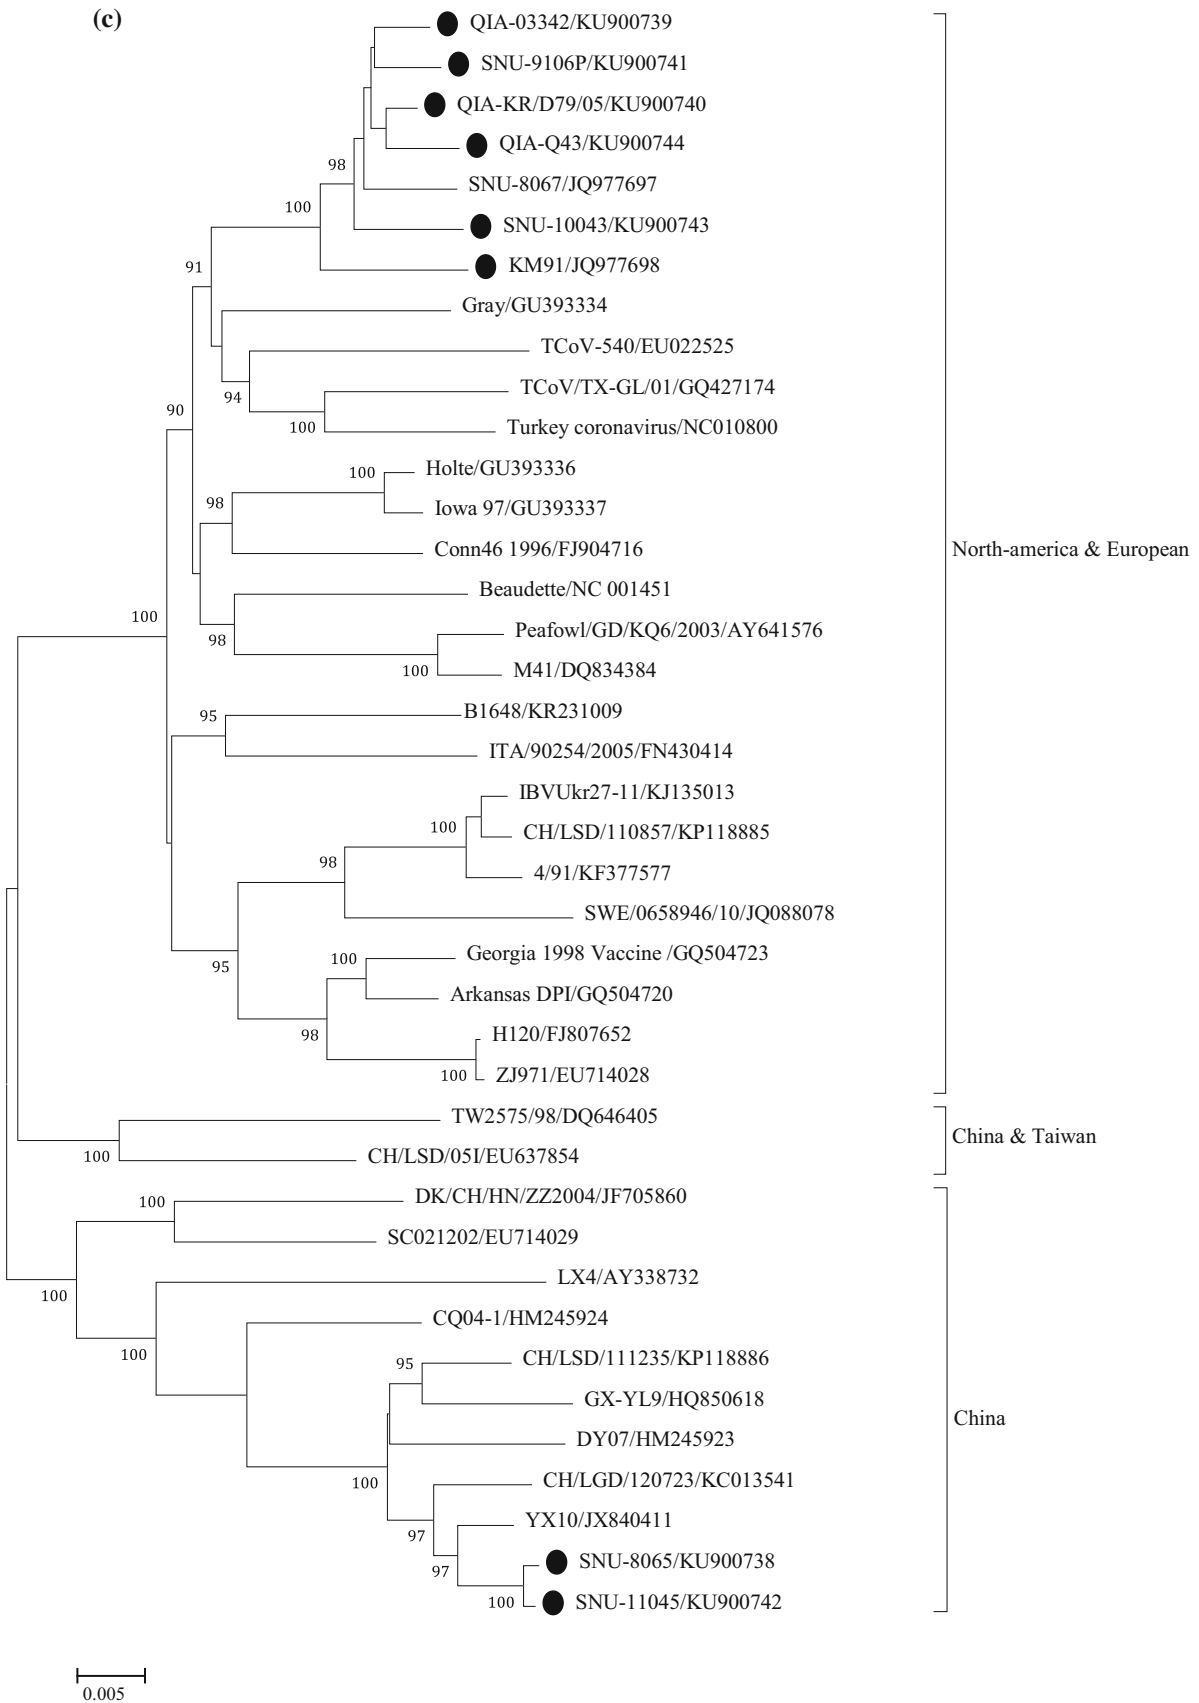 (c)
QIA-03342/KU900739
SNU-9106P/KU900741
QIA-KR/D79/05/KU900740
QIA-Q43/KU900744
98
SNU-8067/JQ977697
100
SNU-10043/KU900743
91
KM91/JQ977698
Gray/GU393334
TCoV-540/EU022525
TCoV/TX-GL/01/GQ427174
94
90
100
Turkey coronavirus/NC010800
100
Holte/GU393336
98
Iowa 97/GU393337
Conn46 1996/FJ904716
North-america & European
Beaudette/NC 001451
100
98
Peafowl/GD/KQ6/2003/AY641576
100
M41/DQ834384
95
B1648/KR231009
ITA/90254/2005/FN430414
IBVUkr27-11/KJ135013
100
CH/LSD/110857/KP118885
98
4/91/KF377577
SWE/0658946/10/JQ088078
100
Georgia 1998 Vaccine /GQ504723
95
Arkansas DPI/GQ504720
98
H120/FJ807652
100
ZJ971/EU714028
TW2575/98/DQ646405
China & Taiwan
100
CH/LSD/05I/EU637854
100
DK/CH/HN/ZZ2004/JF705860
SC021202/EU714029
100
LX4/AY338732
CQ04-1/HM245924
100
95
CH/LSD/111235/KP118886
GX-YL9/HQ850618
China
DY07/HM245923
100
CH/LGD/120723/KC013541
97
YX10/JX840411
97
SNU-8065/KU900738
100
SNU-11045/KU900742
0.005